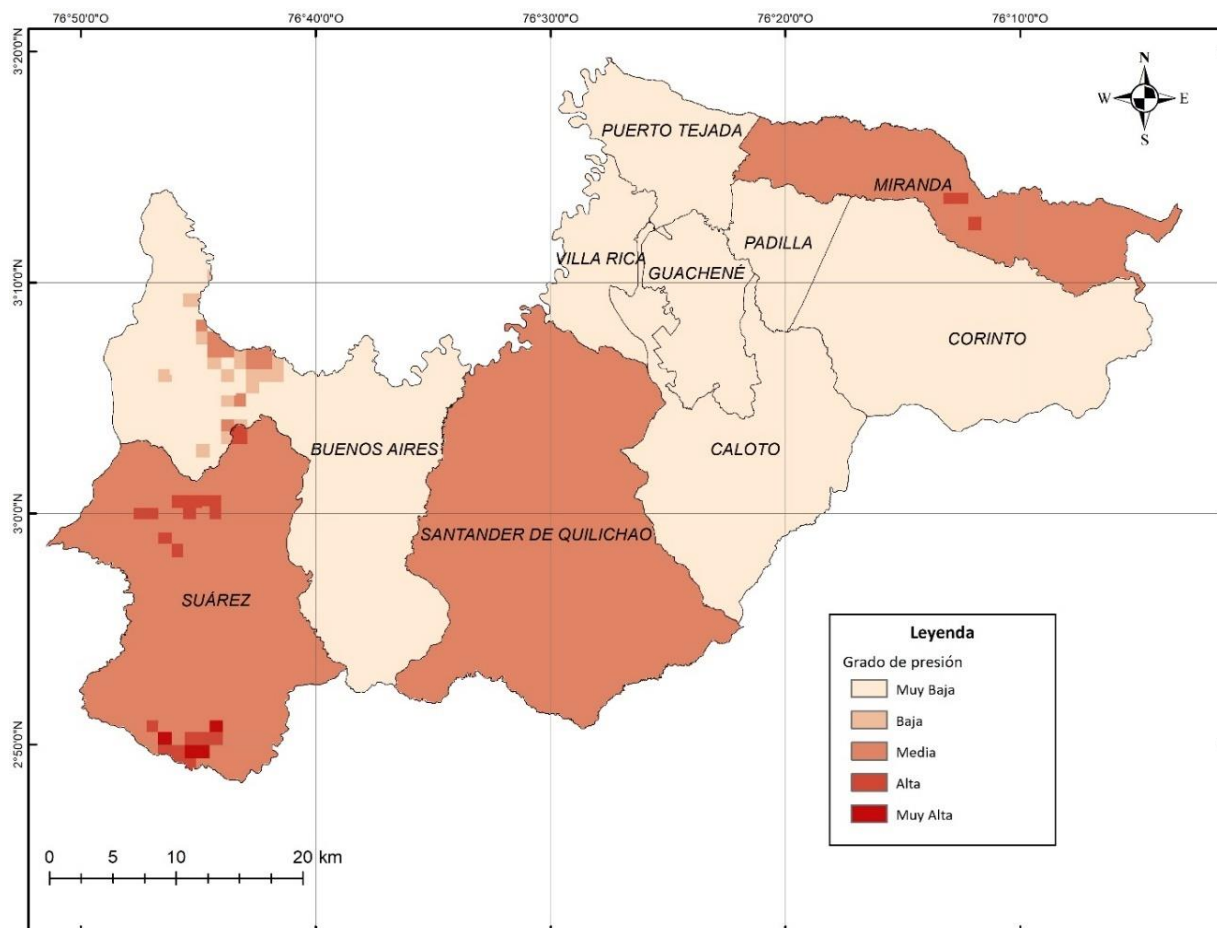 76°50'0"O 76°40'0"O 76°30'0"O 76°20'0"O 76°10'0"O
3°20'0"N
3°10'0"N
3°0'0"N
2°50'0"N
N
W E
S
PUERTO TEJADA
MIRANDA
PADILLA
VILLA RICA
GUACHENÉ
CORINTO
BUENOS AIRES
CALOTO
SANTANDER DE QUILICHAO
SUÁREZ
Leyenda
Grado de presión
Muy Baja
Baja
Media
Alta
Muy Alta
0 5 10 20 km